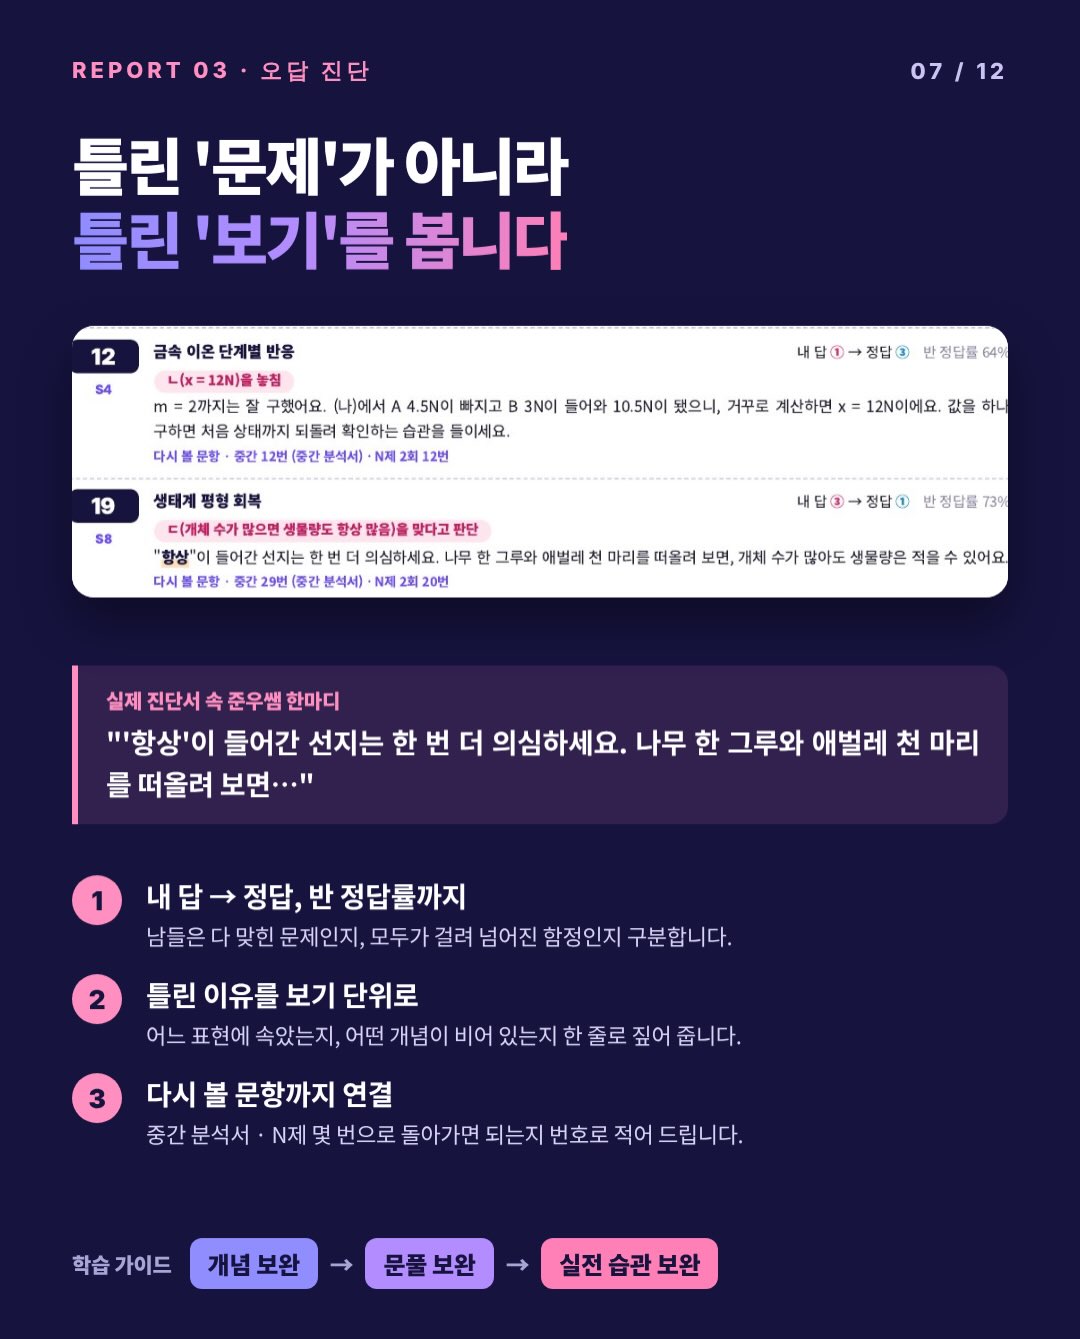 REPORT 03 · 오답 진단
07 / 12
틀린 '문제'가 아니라
틀린 '보기'를 봅니다
12
금속 이온 단계별 반응
내 답 ① → 정답 ③ 반 정답률 64%
S4
ㄴ(x = 12N)을 놓침
m = 2까지는 잘 구했어요. (나)에서 A 4.5N이 빠지고 B 3N이 들어와 10.5N이 됐으니, 거꾸로 계산하면 x = 12N이에요. 값을 하나
구하면 처음 상태까지 되돌려 확인하는 습관을 들이세요.
다시 볼 문항 · 중간 12번 (중간 분석서) · N제 2회 12번
19
생태계 평형 회복
내 답 ③ → 정답 ① 반 정답률 73%
S8
ㄷ(개체 수가 많으면 생물량도 항상 많음)을 맞다고 판단
"항상"이 들어간 선지는 한 번 더 의심하세요. 나무 한 그루와 애벌레 천 마리를 떠올려 보면, 개체 수가 많아도 생물량은 적을 수 있어요.
다시 볼 문항 · 중간 29번 (중간 분석서) · N제 2회 20번
실제 진단서 속 준우쌤 한마디
"'항상'이 들어간 선지는 한 번 더 의심하세요. 나무 한 그루와 애벌레 천 마리
를 떠올려 보면…"
1
내 답 → 정답, 반 정답률까지
남들은 다 맞힌 문제인지, 모두가 걸려 넘어진 함정인지 구분합니다.
2
틀린 이유를 보기 단위로
어느 표현에 속았는지, 어떤 개념이 비어 있는지 한 줄로 짚어 줍니다.
3
다시 볼 문항까지 연결
중간 분석서 · N제 몇 번으로 돌아가면 되는지 번호로 적어 드립니다.
학습 가이드 개념 보완 → 문풀 보완 → 실전 습관 보완